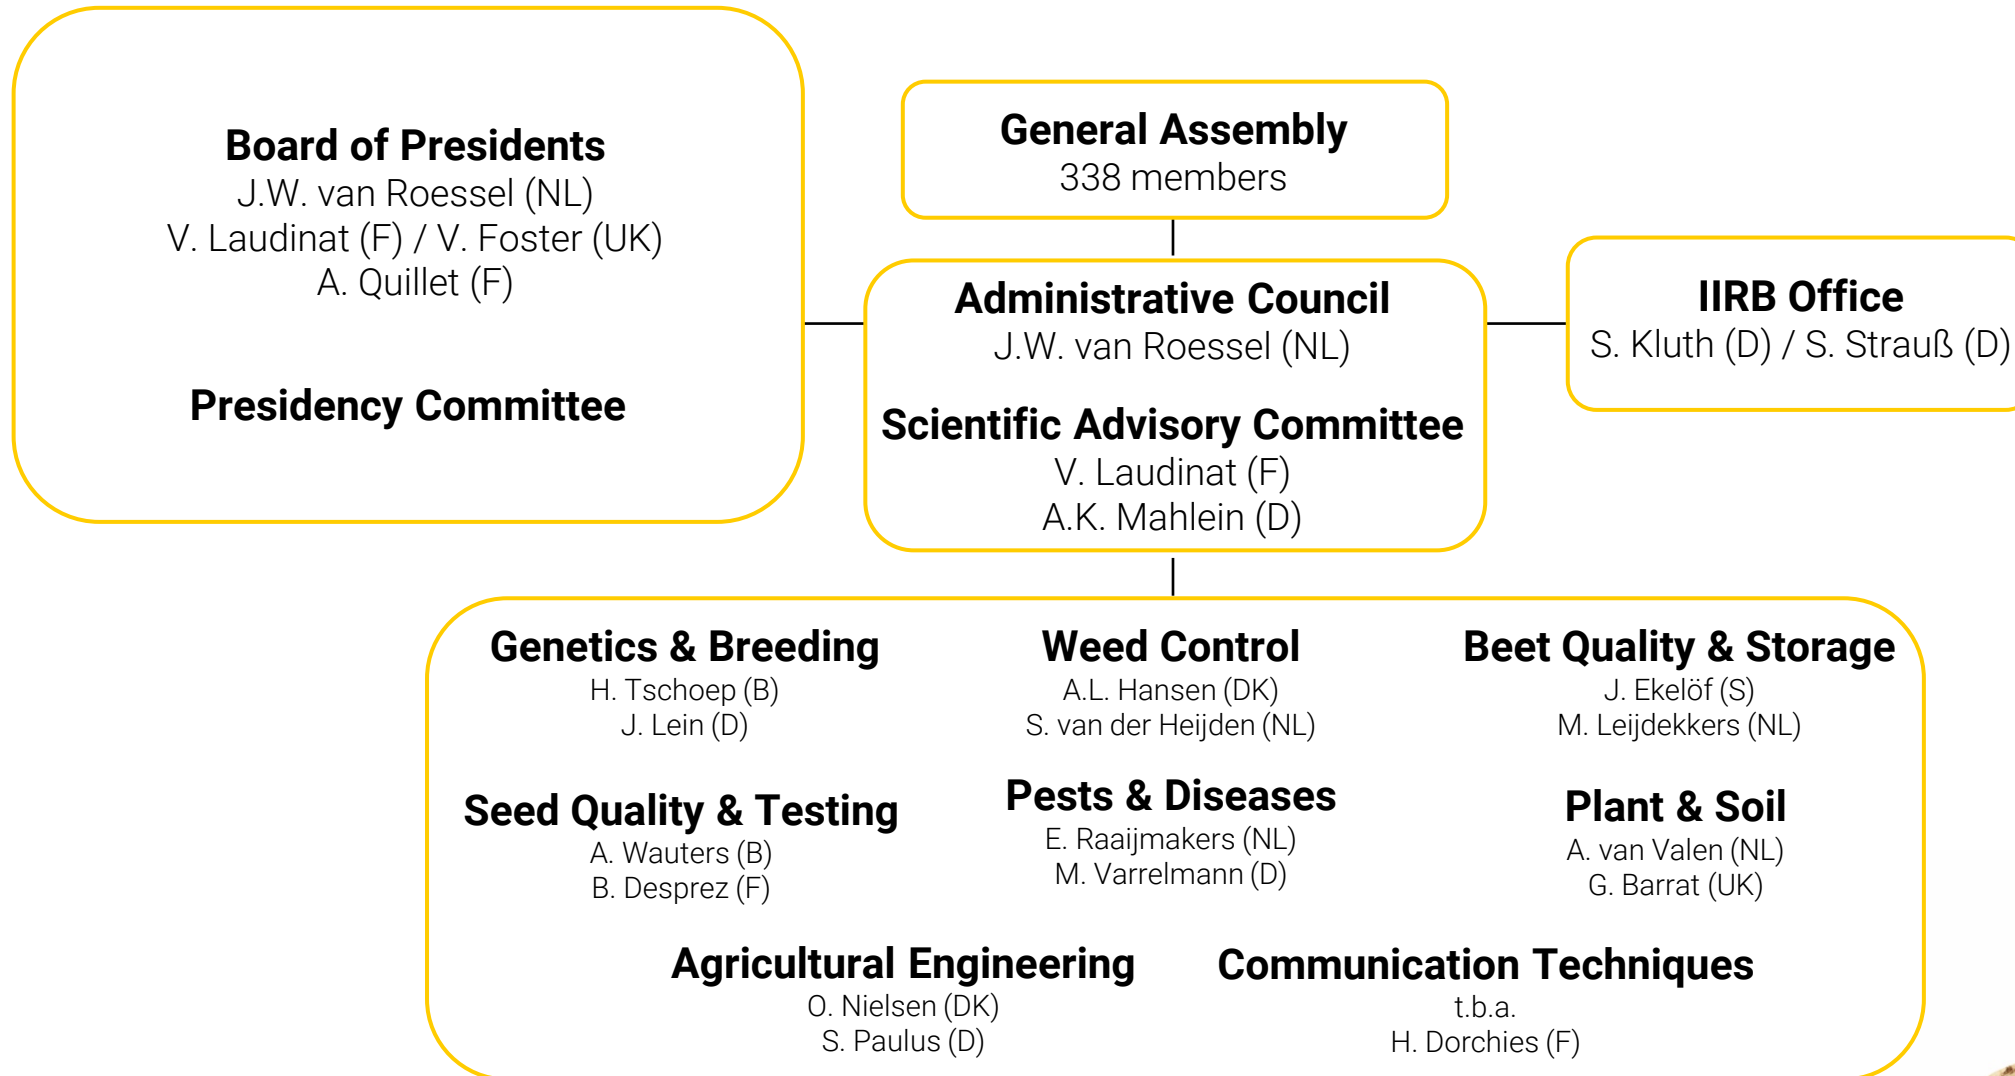 Board of Presidents
J.W. van Roessel (NL)
V. Laudinat (F) / V. Foster (UK)
A. Quillet (F)
Presidency Committee
General Assembly
338 members
Administrative Council
J.W. van Roessel (NL)
Scientific Advisory Committee
V. Laudinat (F)
A.K. Mahlein (D)
IIRB Office
S. Kluth (D) / S. Strauß (D)
Genetics & Breeding
H. Tschoep (B)
J. Lein (D)
Weed Control
A.L. Hansen (DK)
S. van der Heijden (NL)
Beet Quality & Storage
J. Ekelöf (S)
M. Leijdekkers (NL)
Seed Quality & Testing
A. Wauters (B)
B. Desprez (F)
Pests & Diseases
E. Raaijmakers (NL)
M. Varrelmann (D)
Plant & Soil
A. van Valen (NL)
G. Barrat (UK)
Agricultural Engineering
O. Nielsen (DK)
S. Paulus (D)
Communication Techniques
t.b.a.
H. Dorchies (F)